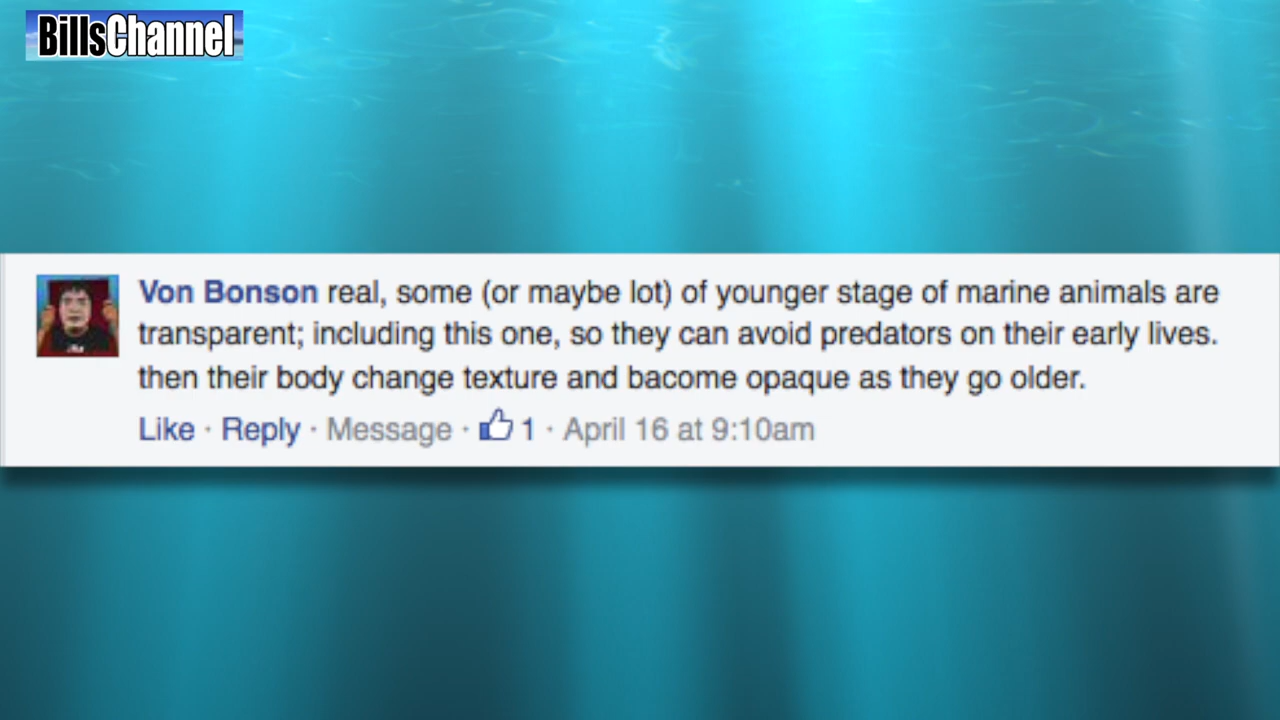 BillsChannel
Von Bonson real, some (or maybe lot) of younger stage of marine animals are
transparent; including this one, so they can avoid predators on their early lives.
then their body change texture and bacome opaque as they go older.
Like · Reply · Message · 1 · April 16 at 9:10am